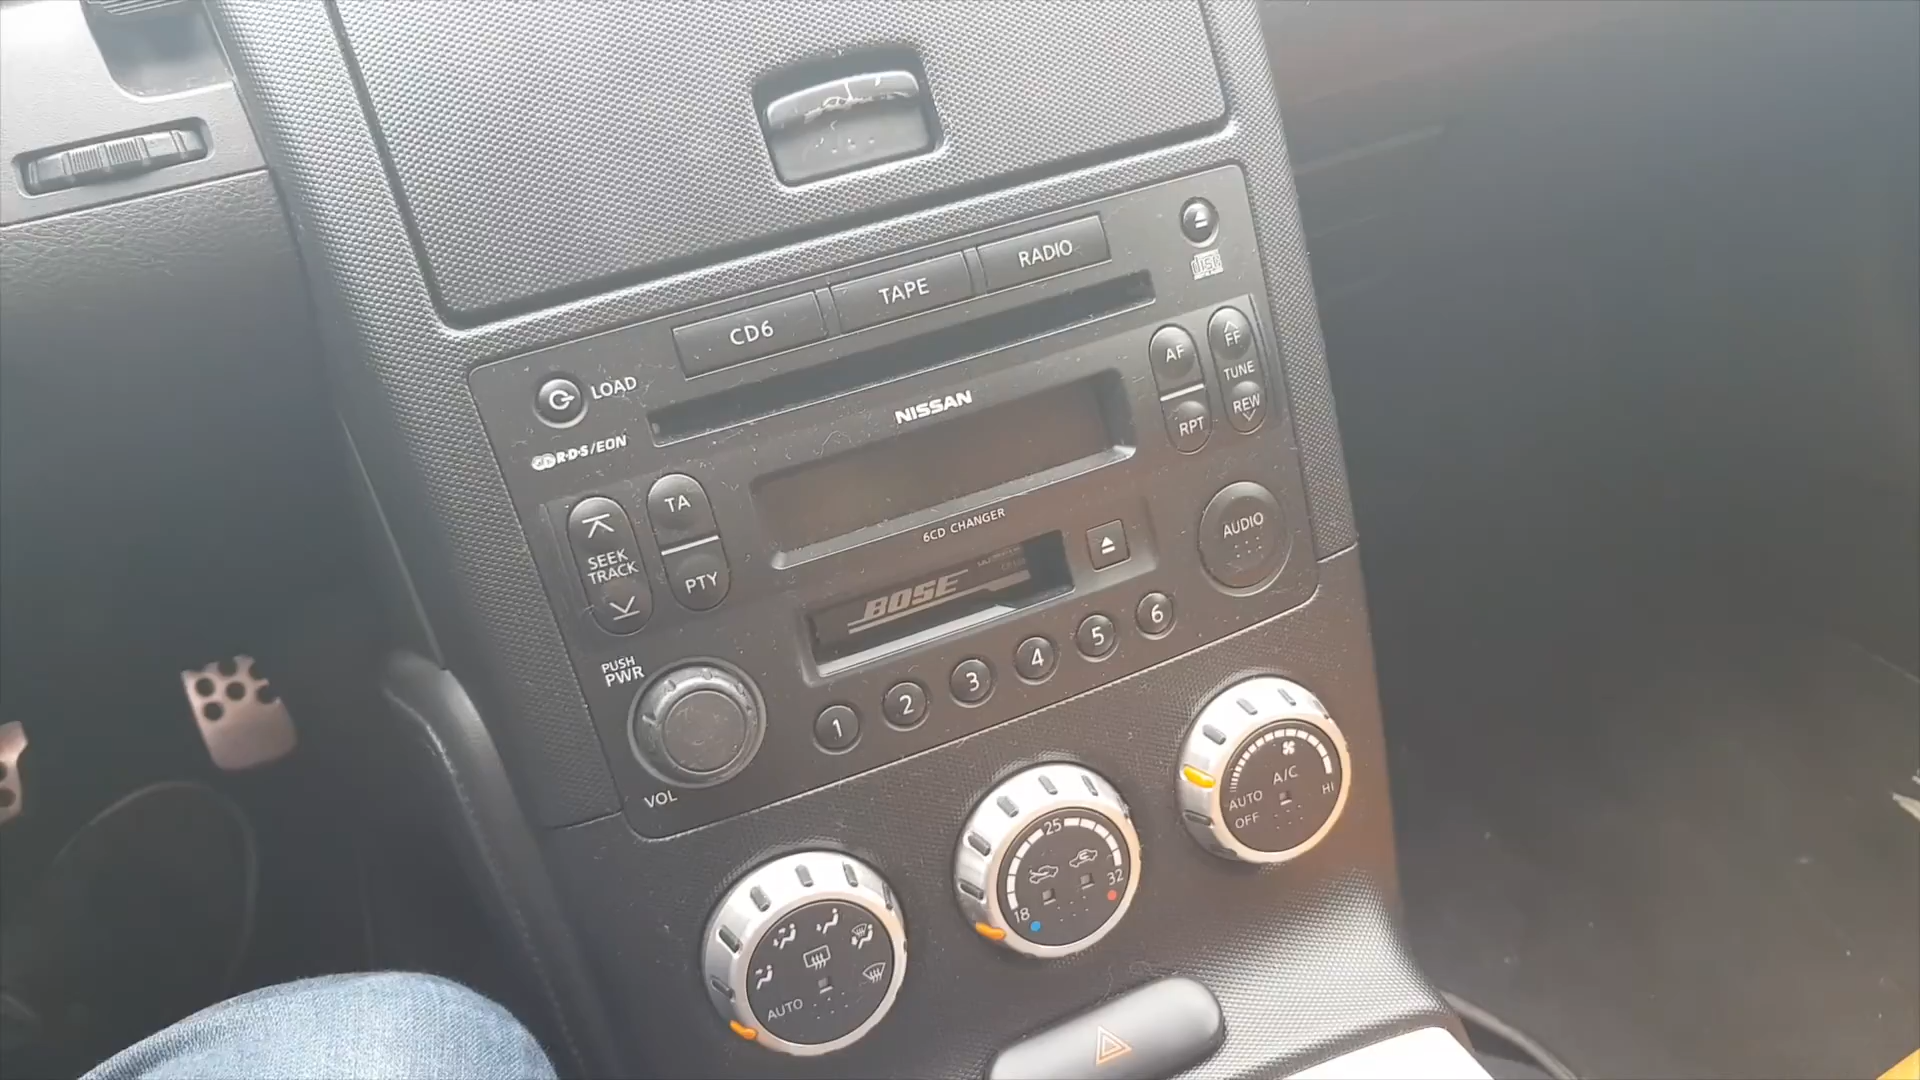 RADIO
TAPE
CD6
disc
LOAD
NISSAN
R·D·S/EON
AF
FF
TUNE
RPT
REW
TA
SEEK
TRACK
PTY
6CD CHANGER
AUDIO
BOSE
PUSH
PWR
VOL
1 2 3 4 5 6
A/C
AUTO
OFF
HI
25
18
32
AUTO